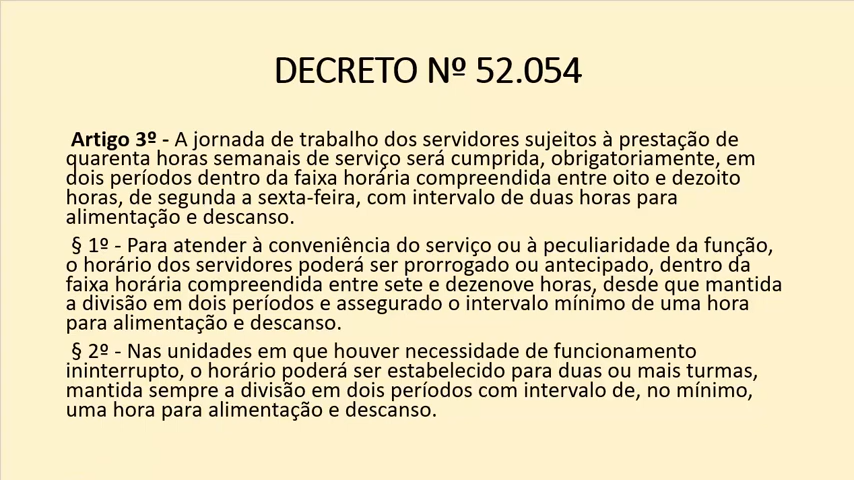 DECRETO Nº 52.054
Artigo 3º - A jornada de trabalho dos servidores sujeitos à prestação de
quarenta horas semanais de serviço será cumprida, obrigatoriamente, em
dois períodos dentro da faixa horária compreendida entre oito e dezoito
horas, de segunda a sexta-feira, com intervalo de duas horas para
alimentação e descanso.
§ 1º - Para atender à conveniência do serviço ou à peculiaridade da função,
o horário dos servidores poderá ser prorrogado ou antecipado, dentro da
faixa horária compreendida entre sete e dezenove horas, desde que mantida
a divisão em dois períodos e assegurado o intervalo mínimo de uma hora
para alimentação e descanso.
§ 2º - Nas unidades em que houver necessidade de funcionamento
ininterrupto, o horário poderá ser estabelecido para duas ou mais turmas,
mantida sempre a divisão em dois períodos com intervalo de, no mínimo,
uma hora para alimentação e descanso.